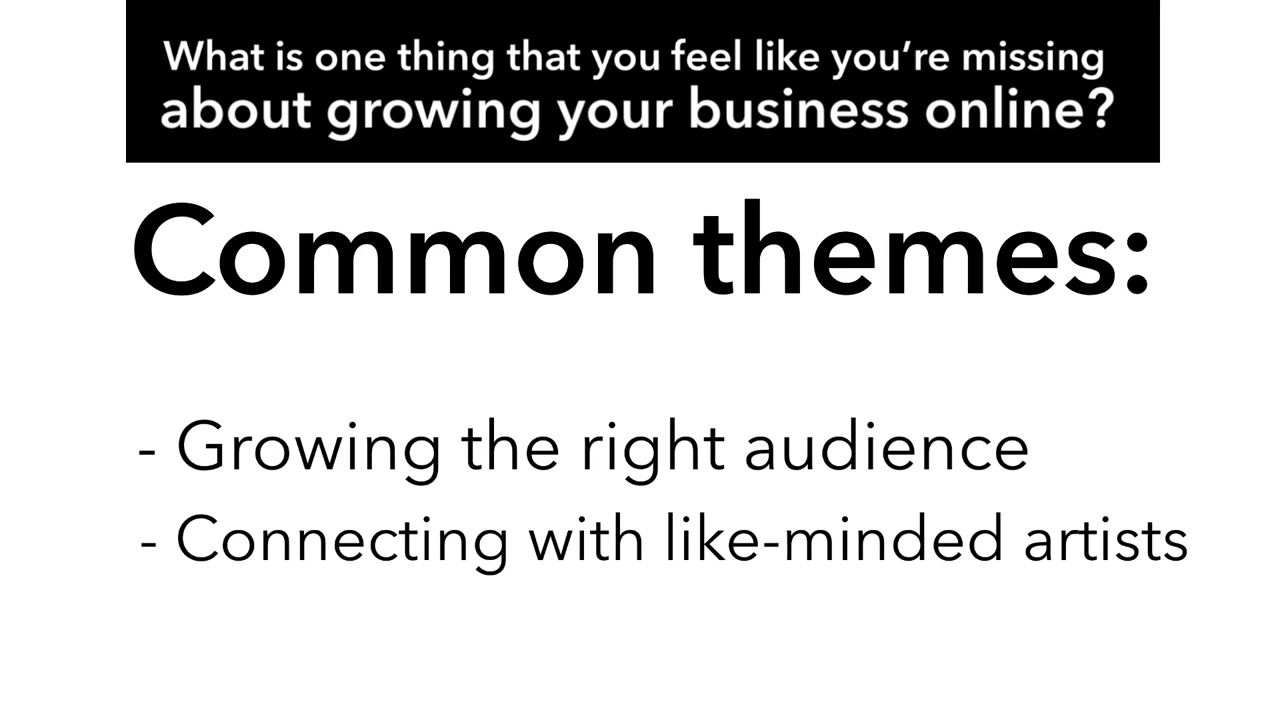 What is one thing that you feel like you’re missing
about growing your business online?
Common themes:
- Growing the right audience
- Connecting with like-minded artists